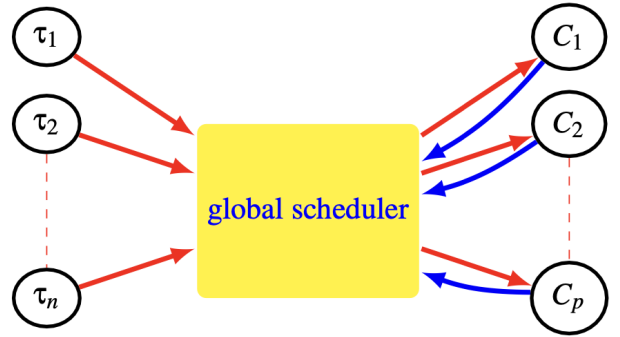 τ1
C1
τ2
C2
global scheduler
τn
Cp